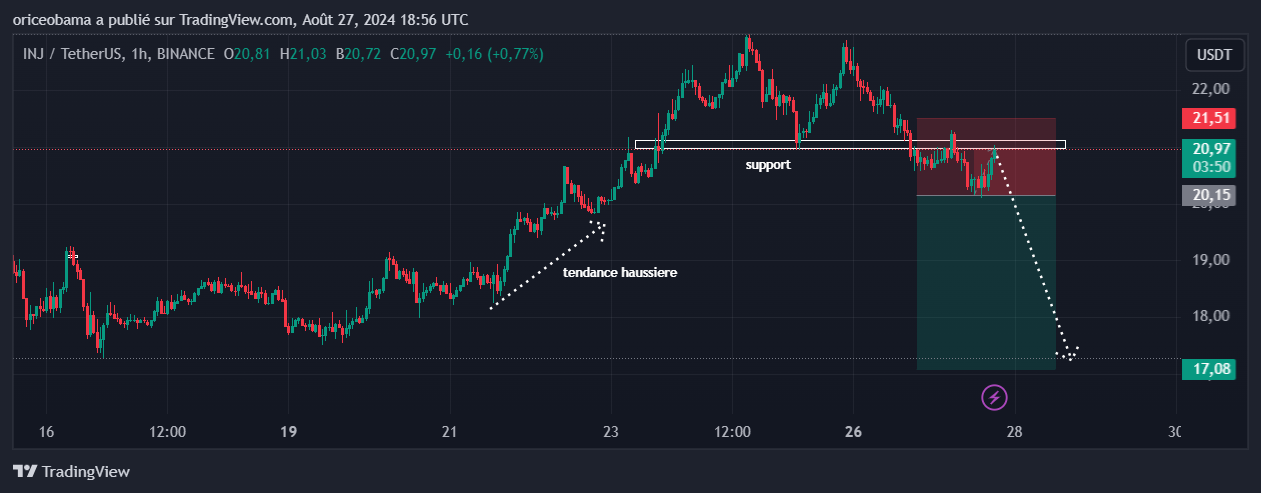 oriceobama a publié sur TradingView.com, Août 27, 2024 18:56 UTC
INJ / TetherUS, 1h, BINANCE O20,81 H21,03 B20,72 C20,97 +0,16 (+0,77%)
USDT
22,00
21,51
20,97
03:50
20,15
19,00
18,00
17,08
support
tendance haussiere
16 12:00 19 21 23 12:00 26 28
TradingView